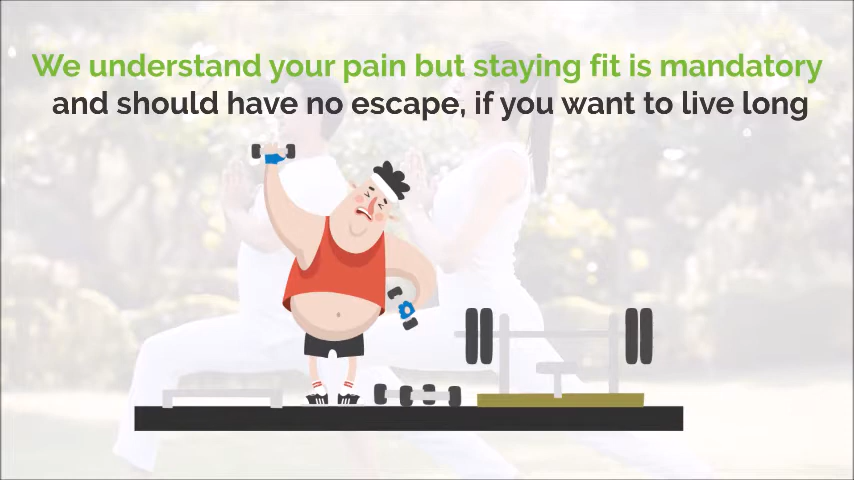 We understand your pain but staying fit is mandatory
and should have no escape, if you want to live long